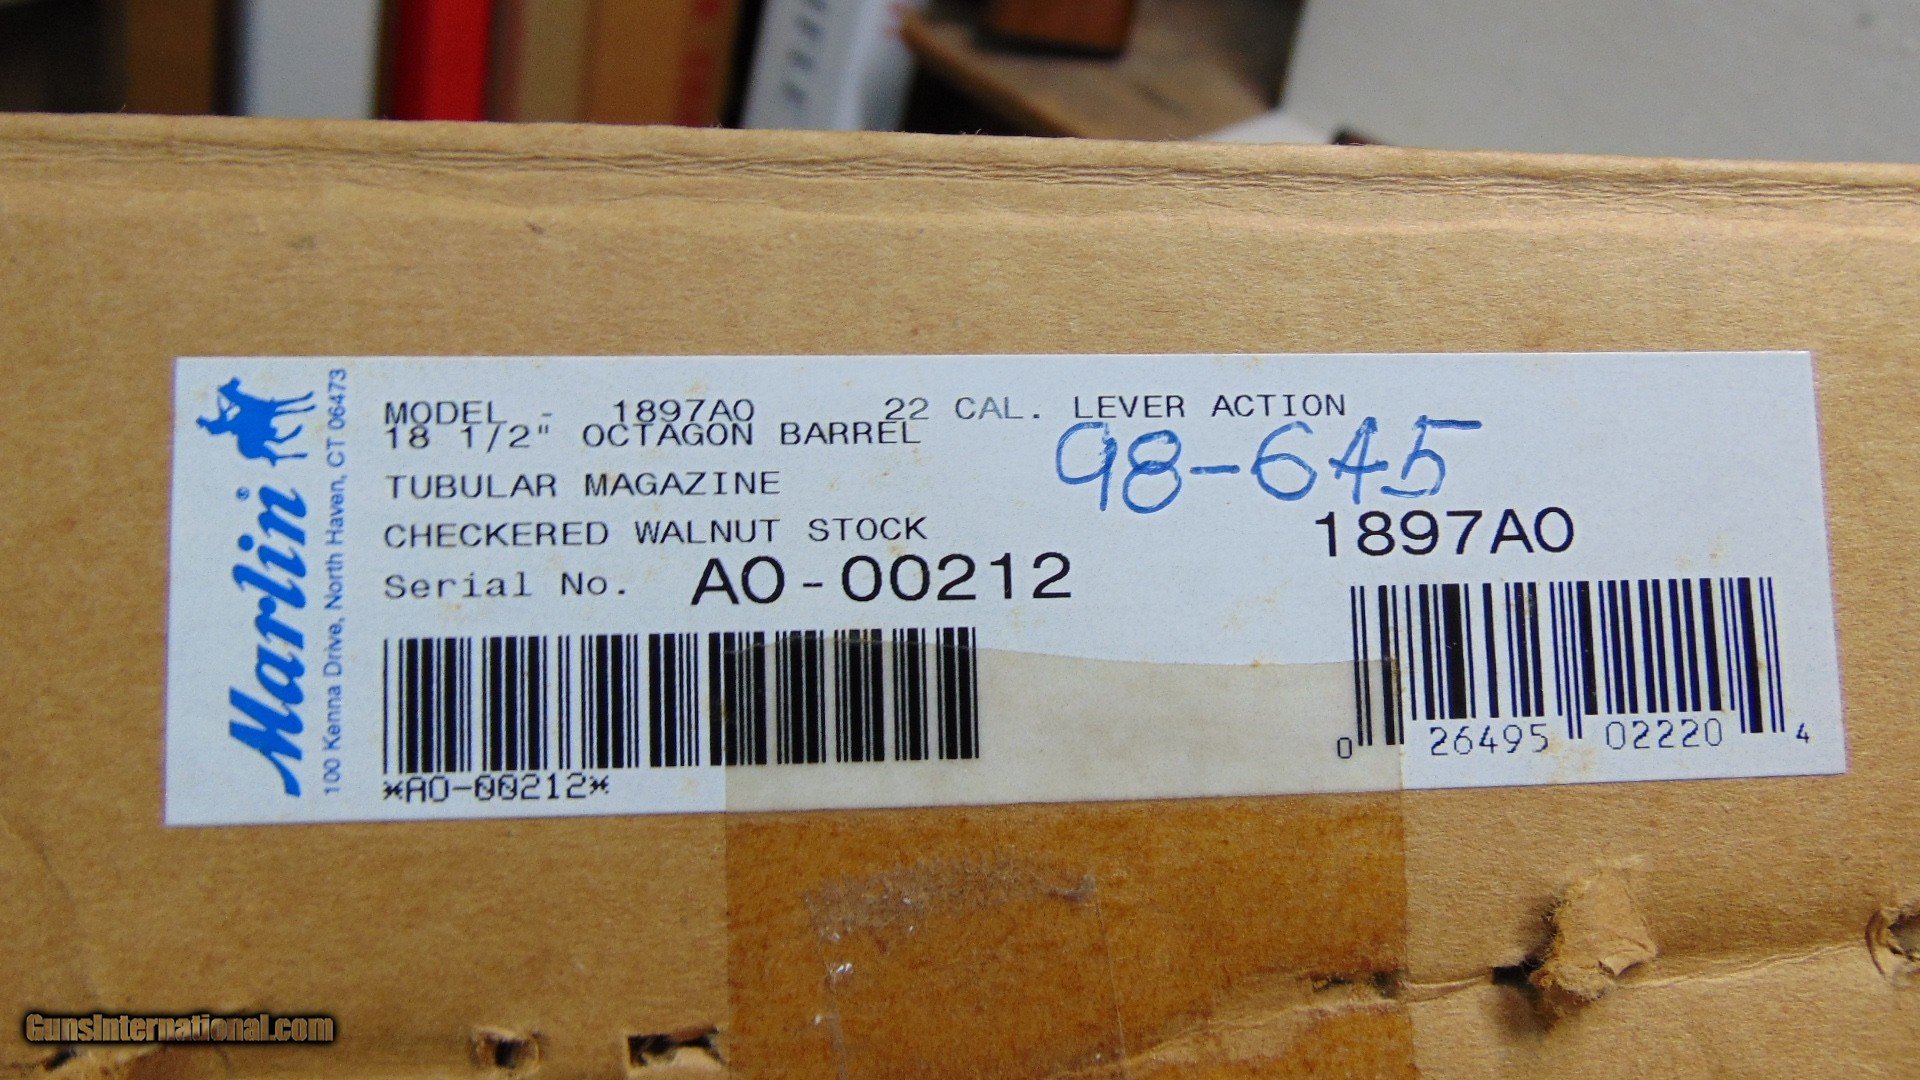 Marlin®
100 Kenna Drive, North Haven, CT 06473
MODEL - 1897AO 22 CAL. LEVER ACTION
18 1/2" OCTAGON BARREL
98-645
TUBULAR MAGAZINE
CHECKERED WALNUT STOCK
1897AO
Serial No. AO-00212
*AO-00212*
0 26495 02220 4
GunsInternational.com